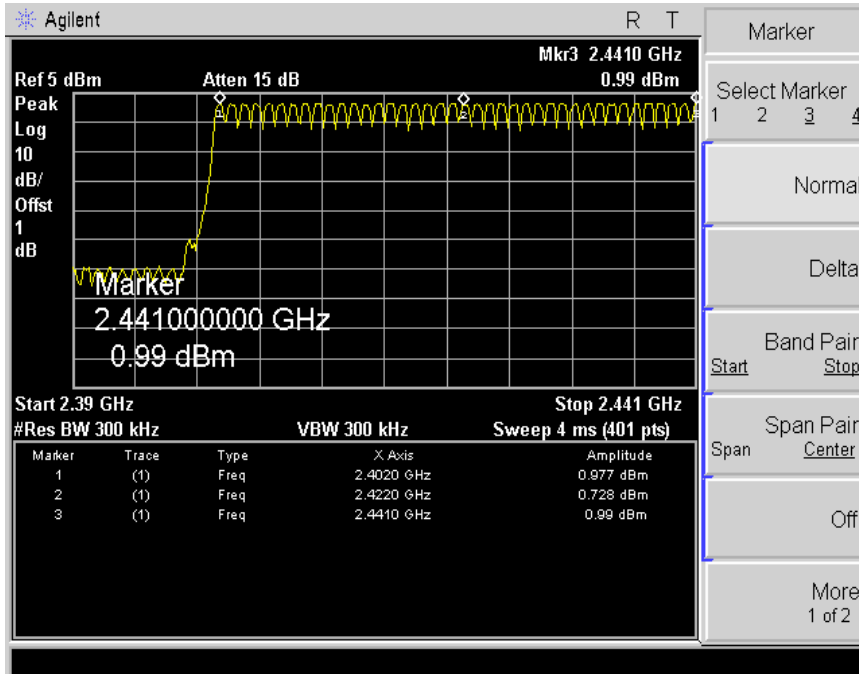 Agilent R T
Mkr3 2.4410 GHz
Ref 5 dBm Atten 15 dB 0.99 dBm
Peak
Log
10
dB/
Offst
1
dB
1
2
Marker
2.441000000 GHz
0.99 dBm
Start 2.39 GHz Stop 2.441 GHz
#Res BW 300 kHz VBW 300 kHz Sweep 4 ms (401 pts)
Marker Trace Type X Axis Amplitude
1 (1) Freq 2.4020 GHz 0.977 dBm
2 (1) Freq 2.4220 GHz 0.728 dBm
3 (1) Freq 2.4410 GHz 0.99 dBm
Marker
Select Marker
1 2 3 4
Normal
Delta
Band Pair
Start Stop
Span Pair
Span Center
Off
More
1 of 2